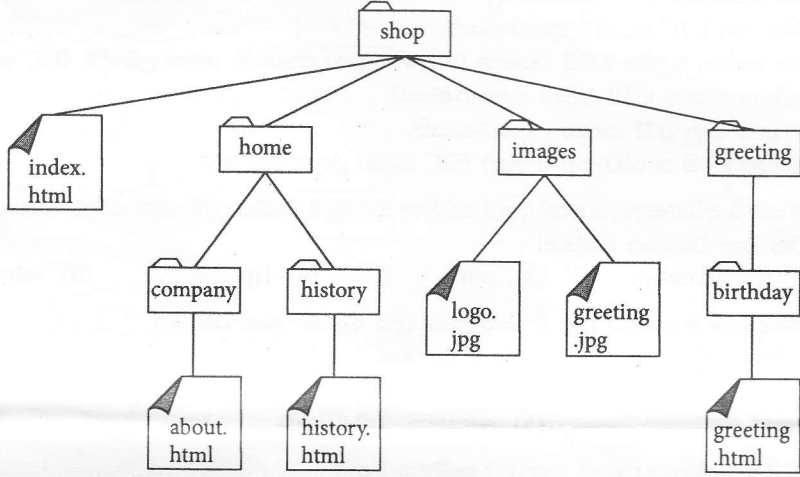 shop
index.
html
home
images
greeting
company
history
logo.
jpg
greeting
.jpg
birthday
about.
html
history.
html
greeting
.html